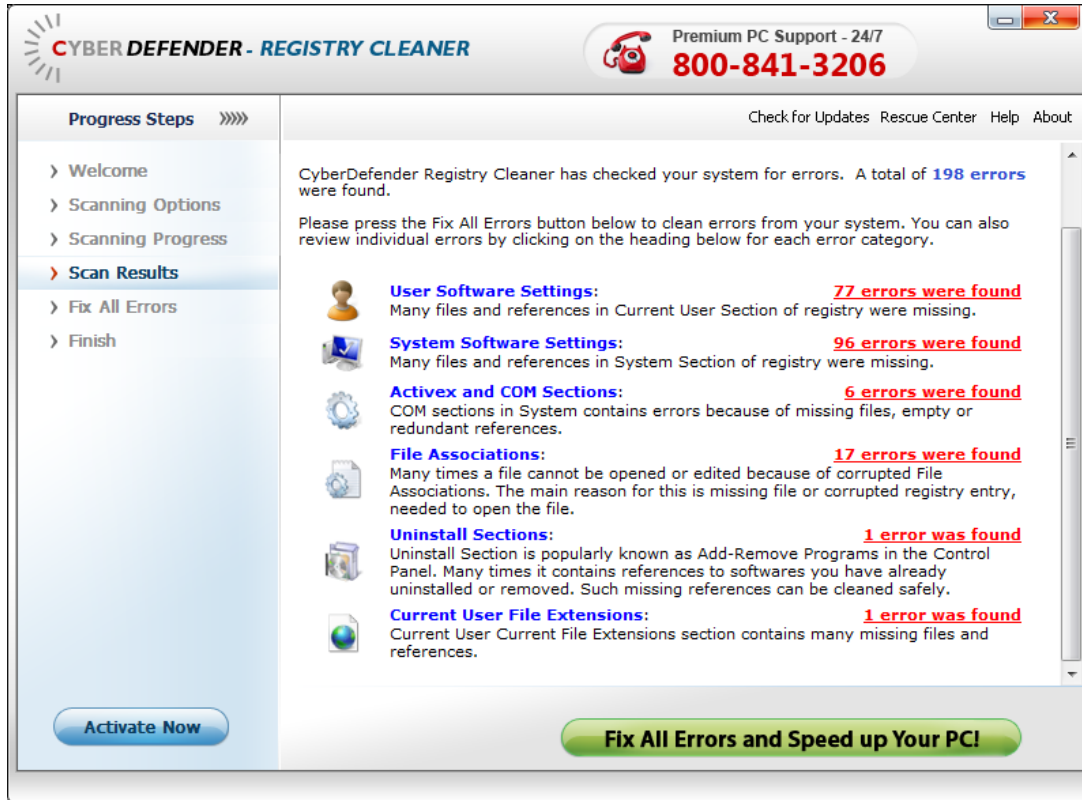 CYBER DEFENDER - REGISTRY CLEANER
Premium PC Support - 24/7
800-841-3206
Progress Steps
Check for Updates Rescue Center Help About
Welcome
Scanning Options
Scanning Progress
Scan Results
Fix All Errors
Finish
Activate Now
CyberDefender Registry Cleaner has checked your system for errors. A total of 198 errors
were found.
Please press the Fix All Errors button below to clean errors from your system. You can also
review individual errors by clicking on the heading below for each error category.
User Software Settings: 77 errors were found
Many files and references in Current User Section of registry were missing.
System Software Settings: 96 errors were found
Many files and references in System Section of registry were missing.
Activex and COM Sections: 6 errors were found
COM sections in System contains errors because of missing files, empty or
redundant references.
File Associations: 17 errors were found
Many times a file cannot be opened or edited because of corrupted File
Associations. The main reason for this is missing file or corrupted registry entry,
needed to open the file.
Uninstall Sections: 1 error was found
Uninstall Section is popularly known as Add-Remove Programs in the Control
Panel. Many times it contains references to softwares you have already
uninstalled or removed. Such missing references can be cleaned safely.
Current User File Extensions: 1 error was found
Current User Current File Extensions section contains many missing files and
references.
Fix All Errors and Speed up Your PC!